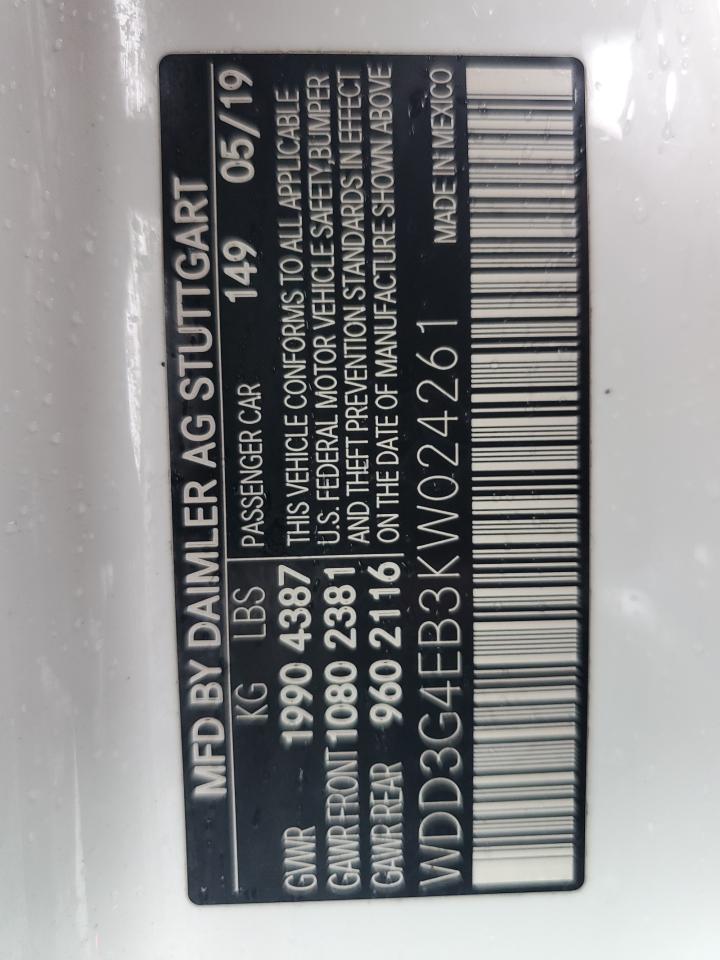 MFD BY DAIMLER AG STUTTGART
KG LBS PASSENGER CAR 149 05/19
GVWR 1990 4387 THIS VEHICLE CONFORMS TO ALL APPLICABLE
GAWR FRONT 1080 2381 U.S. FEDERAL MOTOR VEHICLE SAFETY,BUMPER
GAWR REAR 960 2116 AND THEFT PREVENTION STANDARDS IN EFFECT
ON THE DATE OF MANUFACTURE SHOWN ABOVE
WDD3G4EB3KW024261 MADE IN MEXICO